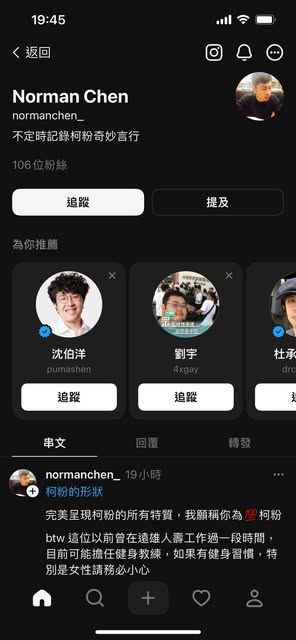 19:45
45
返回
Norman Chen
normanchen_
不定時記錄柯粉奇妙言行
106位粉絲
追蹤
提及
為你推薦
沈伯洋
pumashen
追蹤
劉宇
4xgay
追蹤
杜承
drc
串文
回覆
轉發
normanchen_ 19小時
柯粉的形狀
完美呈現柯粉的所有特質，我願稱你為💯柯粉
btw 這位以前曾在遠雄人壽工作過一段時間，
目前可能擔任健身教練，如果有健身習慣，特
別是女性請務必小心